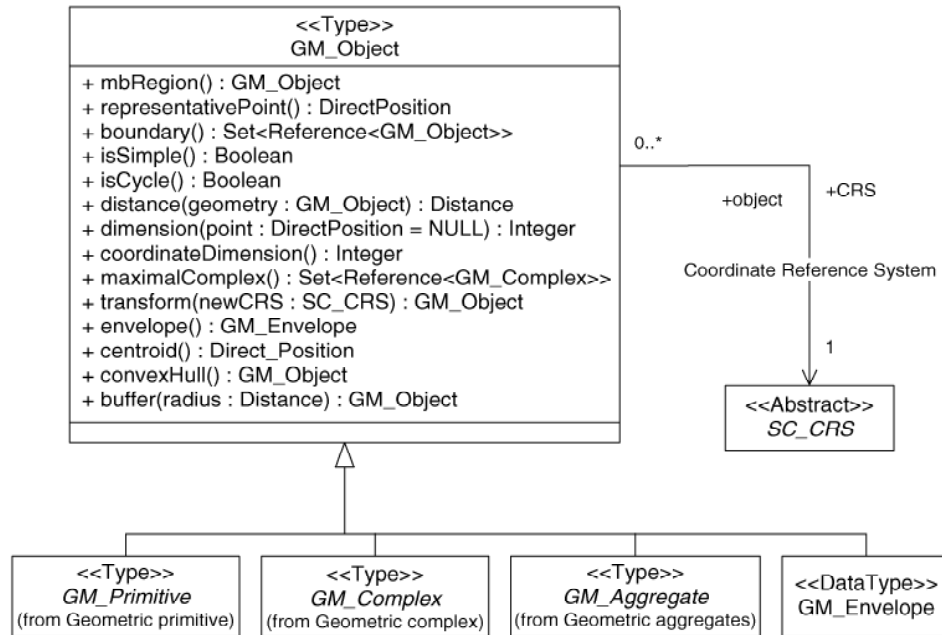 <<Type>>
GM_Object
+ mbRegion() : GM_Object
+ representativePoint() : DirectPosition
+ boundary() : Set<Reference<GM_Object>>
+ isSimple() : Boolean
+ isCycle() : Boolean
+ distance(geometry : GM_Object) : Distance
+ dimension(point : DirectPosition = NULL) : Integer
+ coordinateDimension() : Integer
+ maximalComplex() : Set<Reference<GM_Complex>>
+ transform(newCRS : SC_CRS) : GM_Object
+ envelope() : GM_Envelope
+ centroid() : Direct_Position
+ convexHull() : GM_Object
+ buffer(radius : Distance) : GM_Object
0..*
+object
+CRS
Coordinate Reference System
1
<<Abstract>>
SC_CRS
<<Type>>
GM_Primitive
(from Geometric primitive)
<<Type>>
GM_Complex
(from Geometric complex)
<<Type>>
GM_Aggregate
(from Geometric aggregates)
<<DataType>>
GM_Envelope